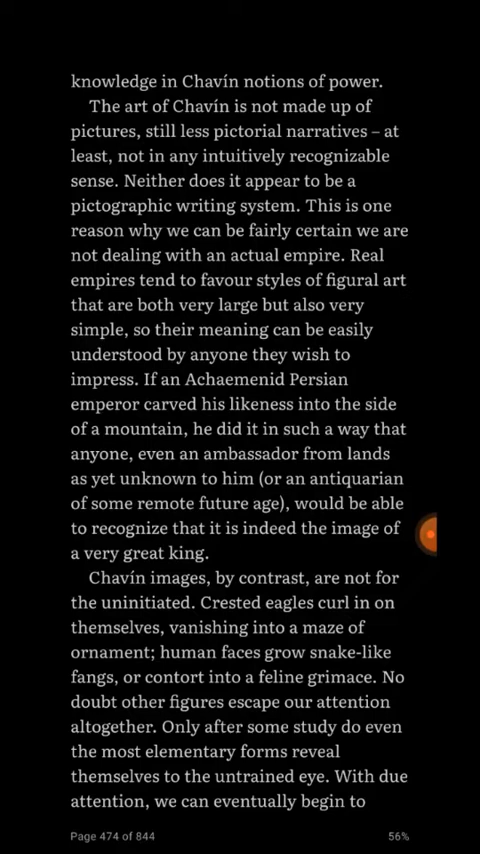 knowledge in Chavín notions of power.
The art of Chavín is not made up of
pictures, still less pictorial narratives – at
least, not in any intuitively recognizable
sense. Neither does it appear to be a
pictographic writing system. This is one
reason why we can be fairly certain we are
not dealing with an actual empire. Real
empires tend to favour styles of figural art
that are both very large but also very
simple, so their meaning can be easily
understood by anyone they wish to
impress. If an Achaemenid Persian
emperor carved his likeness into the side
of a mountain, he did it in such a way that
anyone, even an ambassador from lands
as yet unknown to him (or an antiquarian
of some remote future age), would be able
to recognize that it is indeed the image of
a very great king.
Chavín images, by contrast, are not for
the uninitiated. Crested eagles curl in on
themselves, vanishing into a maze of
ornament; human faces grow snake-like
fangs, or contort into a feline grimace. No
doubt other figures escape our attention
altogether. Only after some study do even
the most elementary forms reveal
themselves to the untrained eye. With due
attention, we can eventually begin to
Page 474 of 844 56%